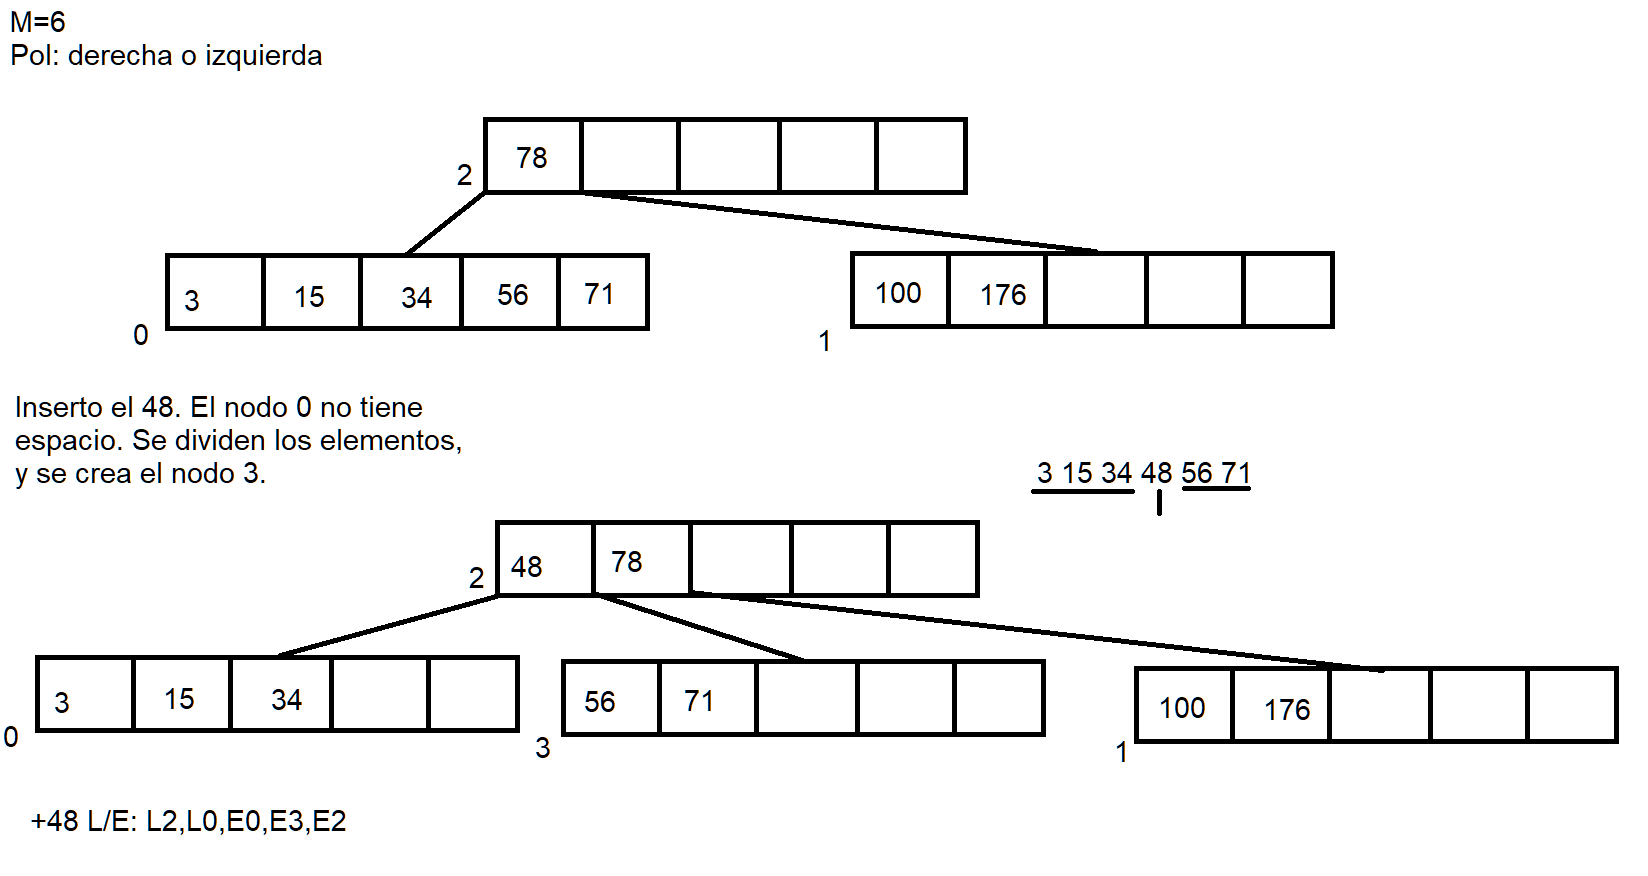 M=6
Pol: derecha o izquierda
78
2
3 15 34 56 71
0
100 176
1
Inserto el 48. El nodo 0 no tiene
espacio. Se dividen los elementos,
y se crea el nodo 3.
3 15 34 48 56 71
48 78
2
3 15 34
0
56 71
3
100 176
1
+48 L/E: L2,L0,E0,E3,E2